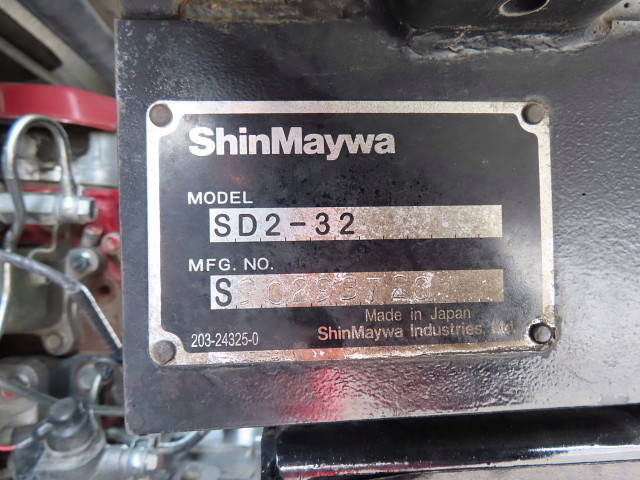 ShinMaywa
MODEL
SD2-32
MFG. NO.
Made in Japan
203-24325-0
ShinMaywa Industries, Ltd.